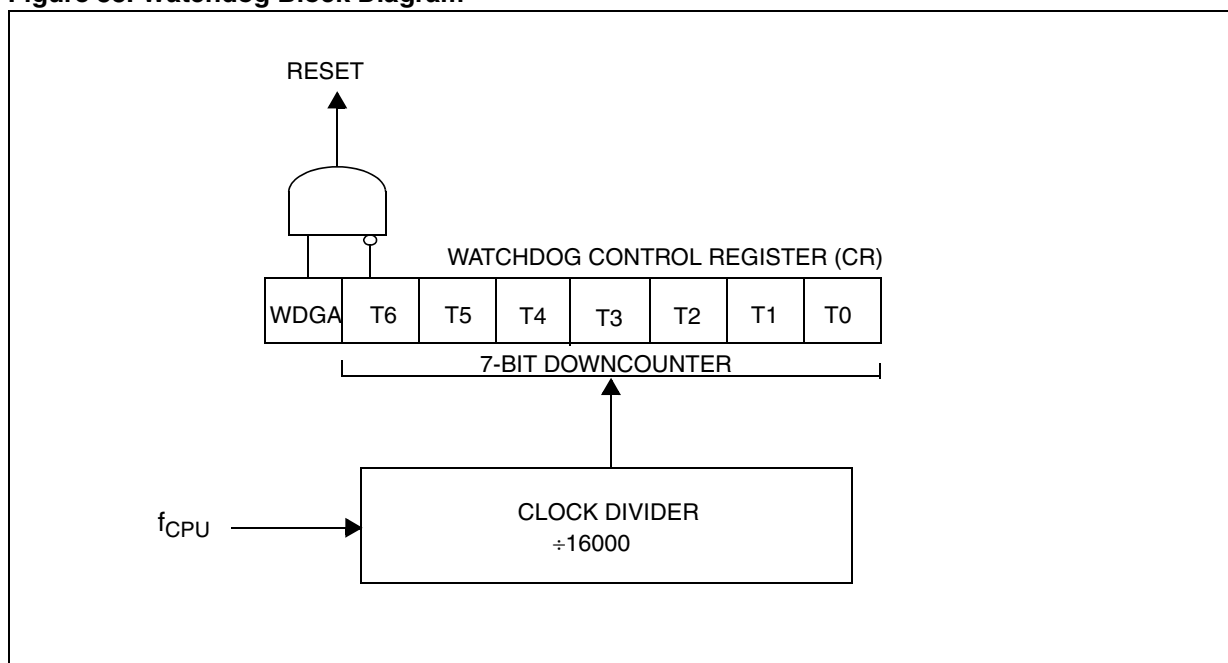 RESET
WATCHDOG CONTROL REGISTER (CR)
WDGA T6 T5 T4 T3 T2 T1 T0
7-BIT DOWNCOUNTER
fCPU
CLOCK DIVIDER
÷16000